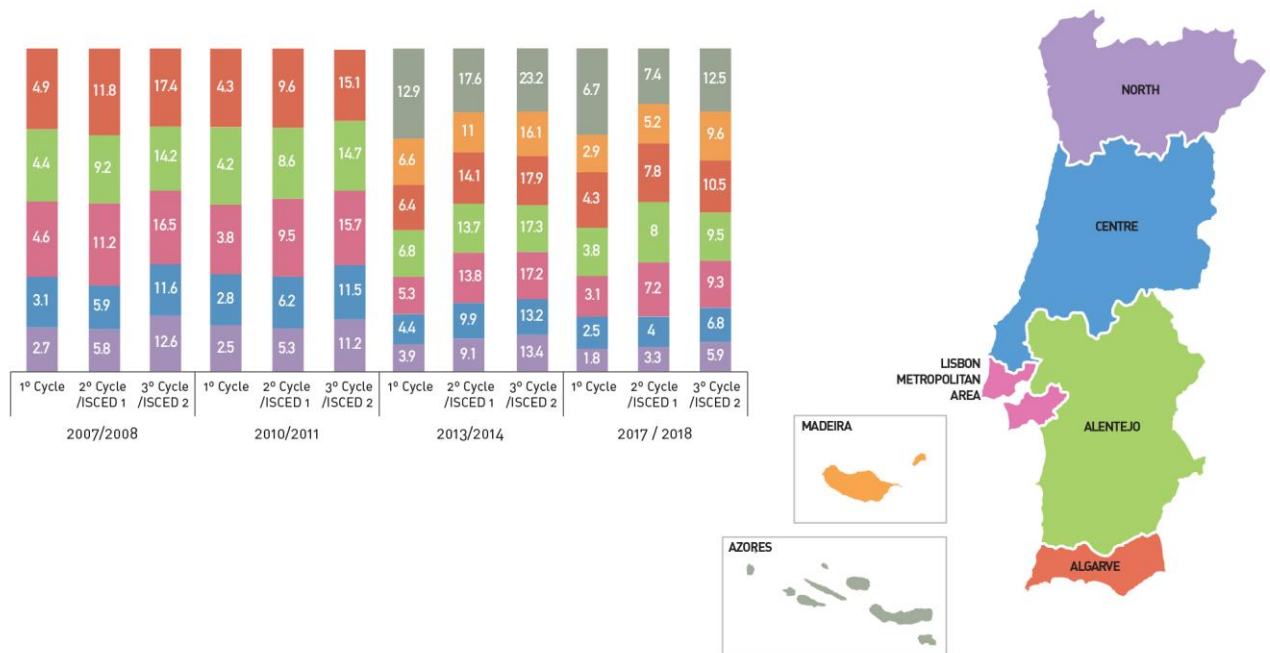 4.9 11.8 17.4 4.3 9.6 15.1 12.9 17.6 23.2 6.7 7.4 12.5
4.4 9.2 14.2 4.2 8.6 14.7 6.6 11 16.1 2.9 5.2 9.6
4.6 11.2 16.5 3.8 9.5 15.7 6.4 14.1 17.9 4.3 7.8 10.5
3.1 5.9 11.6 2.8 6.2 11.5 6.8 13.7 17.3 3.8 8 9.5
2.7 5.8 12.6 2.5 5.3 11.2 5.3 13.8 17.2 3.1 7.2 9.3
4.4 9.9 13.2 2.5 4 6.8
3.9 9.1 13.4 1.8 3.3 5.9
1º Cycle 2º Cycle 3º Cycle 1º Cycle 2º Cycle 3º Cycle 1º Cycle 2º Cycle 3º Cycle 1º Cycle 2º Cycle 3º Cycle
/ISCED 1 /ISCED 2 /ISCED 1 /ISCED 2 /ISCED 1 /ISCED 2 /ISCED 1 /ISCED 2
2007/2008 2010/2011 2013/2014 2017 / 2018
NORTH
CENTRE
LISBON
METROPOLITAN
AREA
ALENTEJO
MADEIRA
AZORES
ALGARVE